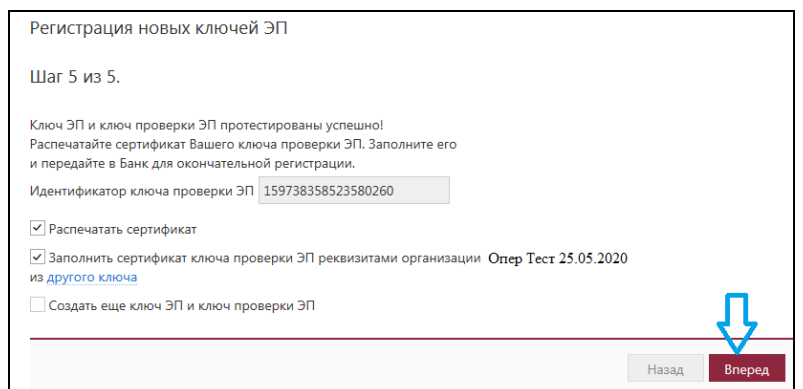 Регистрация новых ключей ЭП
Шаг 5 из 5.
Ключ ЭП и ключ проверки ЭП протестированы успешно!
Распечатайте сертификат Вашего ключа проверки ЭП. Заполните его
и передайте в Банк для окончательной регистрации.
Идентификатор ключа проверки ЭП 159738358523580260
Распечатать сертификат
Заполнить сертификат ключа проверки ЭП реквизитами организации Опер Тест 25.05.2020
из другого ключа
Создать еще ключ ЭП и ключ проверки ЭП
Назад Вперед